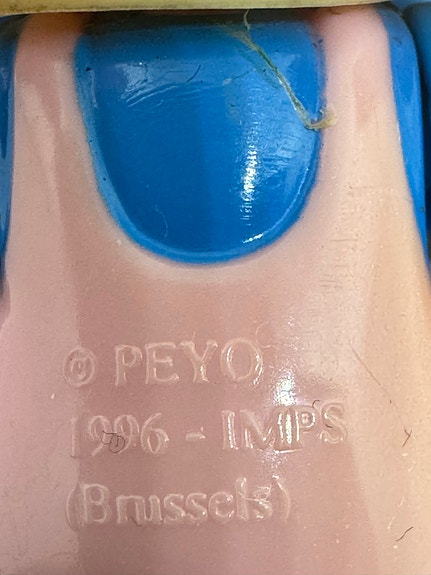 © PEYO
1996 - IMPS
(Brussels)